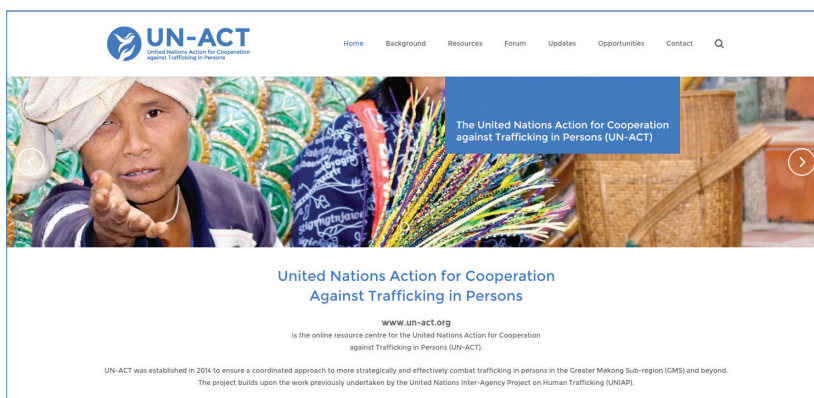 UN-ACT
United Nations Action for Cooperation
against Trafficking in Persons
Home Background Resources Forum Updates Opportunities Contact
The United Nations Action for Cooperation
against Trafficking in Persons (UN-ACT)
United Nations Action for Cooperation
Against Trafficking in Persons
www.un-act.org
is the online resource centre for the United Nations Action for Cooperation
against Trafficking in Persons (UN-ACT).
UN-ACT was established in 2014 to ensure a coordinated approach to more strategically and effectively combat trafficking in persons in the Greater Mekong Sub-region (GMS) and beyond.
The project builds upon the work previously undertaken by the United Nations Inter-Agency Project on Human Trafficking (UNIAP).